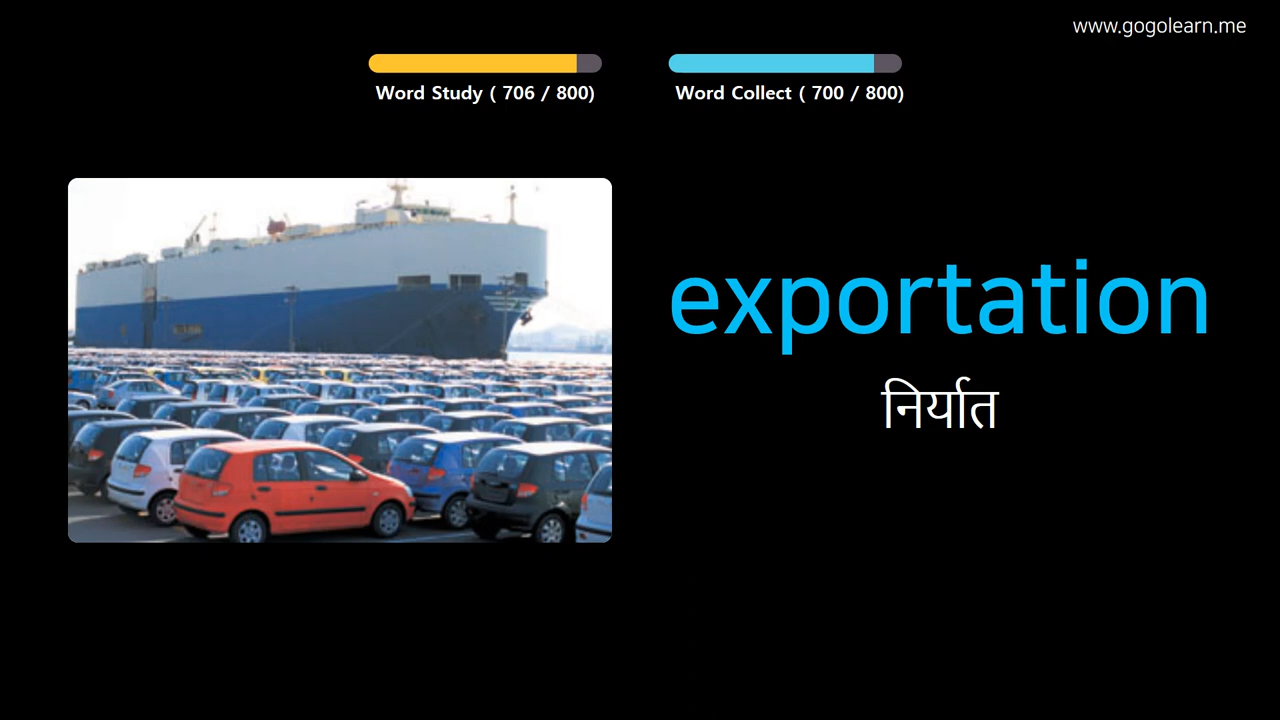 www.gogolearn.me
Word Study ( 706 / 800)
Word Collect ( 700 / 800)
exportation
निर्यात